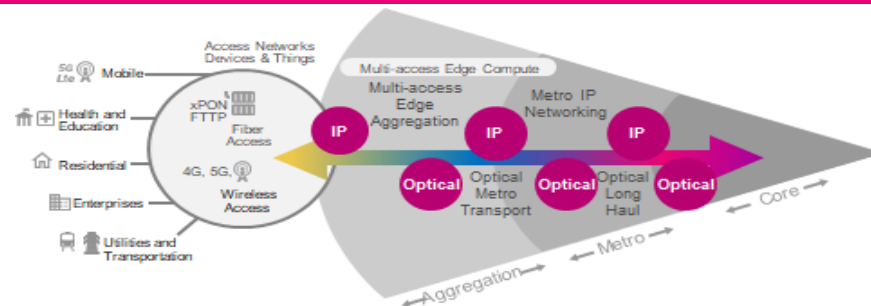 Access Networks
Devices & Things
5G
Lte
Mobile
Health and
Education
Residential
Enterprises
Utilities and
Transportation
xPON
FTTP
Fiber
Access
4G, 5G,
Wireless
Access
Multi-access Edge Compute
Multi-access
Edge
Aggregation
Metro IP
Networking
IP
IP
IP
Optical
Optical
Metro
Transport
Optical
Optical
Long
Haul
Optical
Aggregation
Metro
Core